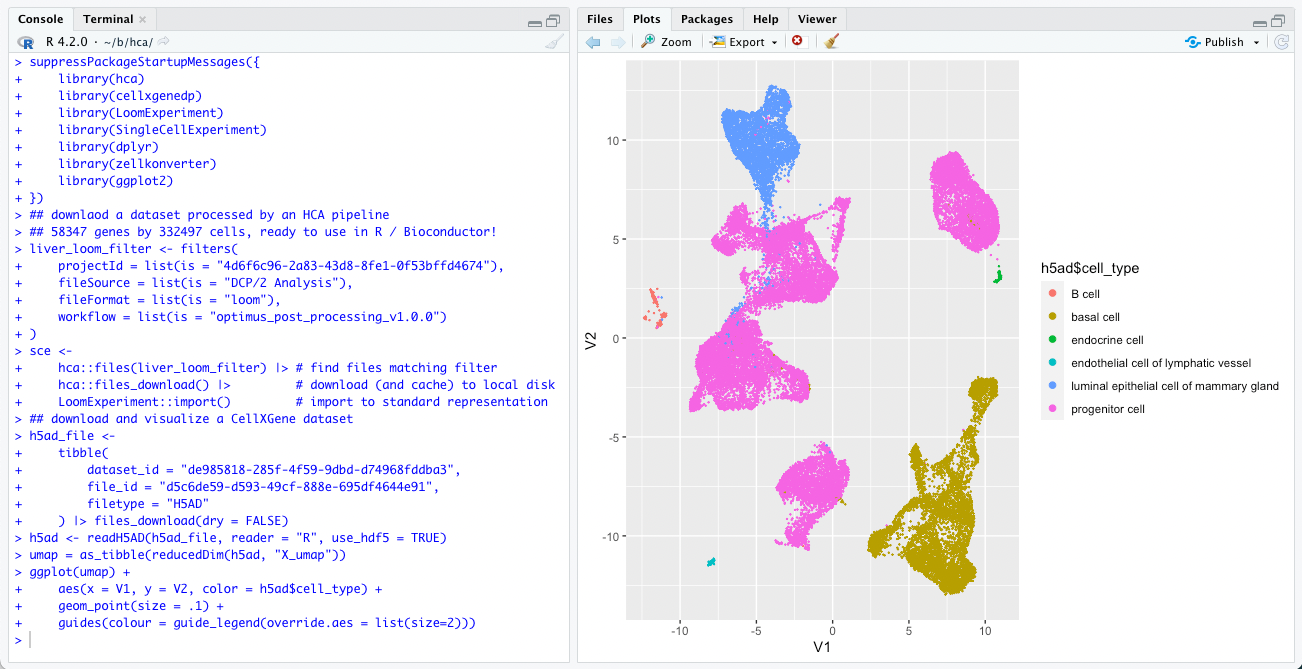 Console
Terminal
R 4.2.0 · ~/b/hca/
> suppressPackageStartupMessages({
+     library(hca)
+     library(cellxgenedp)
+     library(LoomExperiment)
+     library(SingleCellExperiment)
+     library(dplyr)
+     library(zellkonverter)
+     library(ggplot2)
+ })
> ## downlaod a dataset processed by an HCA pipeline
> ## 58347 genes by 332497 cells, ready to use in R / Bioconductor!
> liver_loom_filter <- filters(
+     projectId = list(is = "4d6f6c96-2a83-43d8-8fe1-0f53bffd4674"),
+     fileSource = list(is = "DCP/2 Analysis"),
+     fileFormat = list(is = "loom"),
+     workflow = list(is = "optimus_post_processing_v1.0.0")
+ )
> sce <-
+     hca::files(liver_loom_filter) |> # find files matching filter
+     hca::files_download() |>         # download (and cache) to local disk
+     LoomExperiment::import()         # import to standard representation
> ## download and visualize a CellXGene dataset
> h5ad_file <-
+     tibble(
+         dataset_id = "de985818-285f-4f59-9dbd-d74968fddba3",
+         file_id = "d5c6de59-d593-49cf-888e-695df4644e91",
+         filetype = "H5AD"
+     ) |> files_download(dry = FALSE)
> h5ad <- readH5AD(h5ad_file, reader = "R", use_hdf5 = TRUE)
> umap = as_tibble(reducedDim(h5ad, "X_umap"))
> ggplot(umap) +
+     aes(x = V1, y = V2, color = h5ad$cell_type) +
+     geom_point(size = .1) +
+     guides(colour = guide_legend(override.aes = list(size=2)))
>
Files
Plots
Packages
Help
Viewer
Zoom
Export
Publish
10
5
0
-5
-10
V2
-10
-5
0
5
10
V1
h5ad$cell_type
B cell
basal cell
endocrine cell
endothelial cell of lymphatic vessel
luminal epithelial cell of mammary gland
progenitor cell